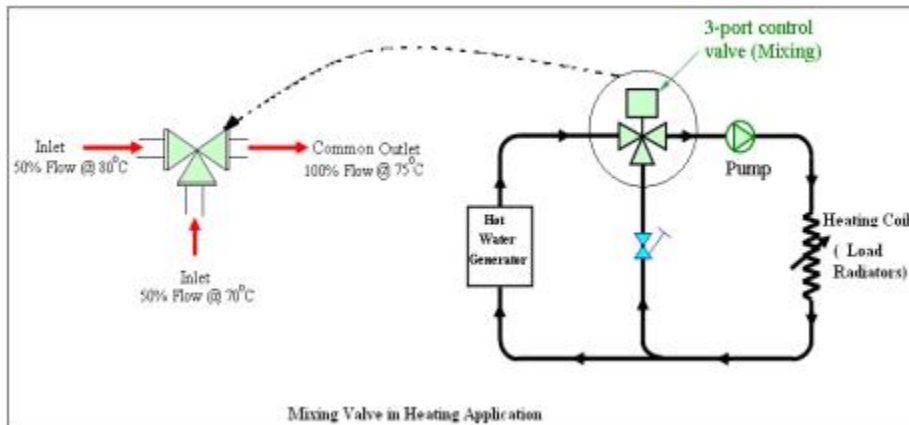 3-port control
valve (Mixing)
Inlet
50% Flow @ 80°C
Common Outlet
100% Flow @ 75°C
Inlet
50% Flow @ 70°C
Pump
Hot
Water
Generator
Heating Coil
( Load
Radiators)
Mixing Valve in Heating Application